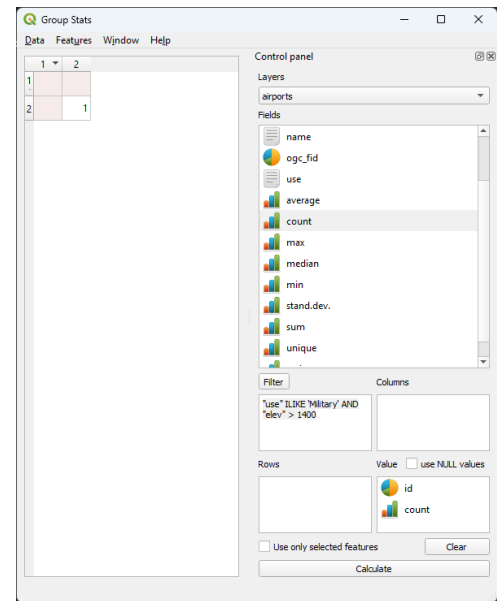 Group Stats
Data Features Window Help
1 2
1
2 1
Control panel
Layers
airports
Fields
name
ogc_fid
use
average
count
max
median
min
stand.dev.
sum
unique
Filter
Columns
"use" ILIKE 'Military' AND
"elev" > 1400
Rows
Value use NULL values
id
count
Use only selected features
Clear
Calculate